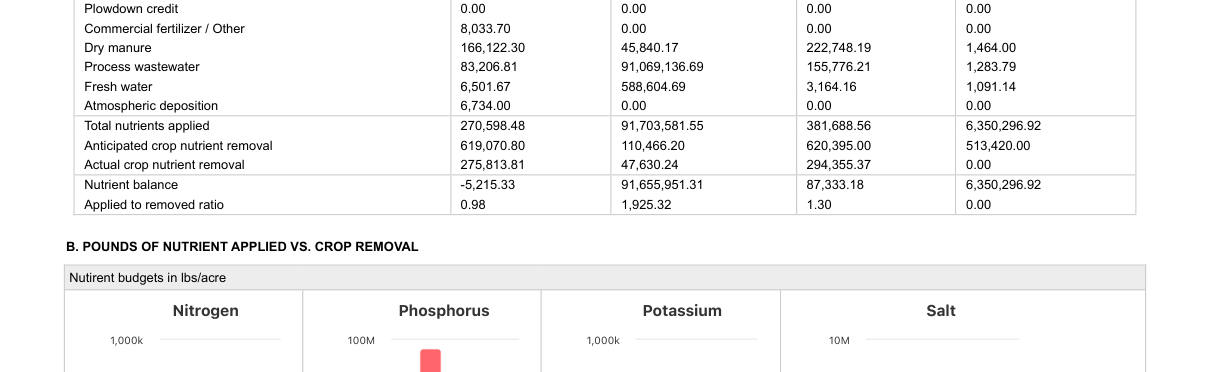 Plowdown credit 0.00 0.00 0.00 0.00
Commercial fertilizer / Other 8,033.70 0.00 0.00 0.00
Dry manure 166,122.30 45,840.17 222,748.19 1,464.00
Process wastewater 83,206.81 91,069,136.69 155,776.21 1,283.79
Fresh water 6,501.67 588,604.69 3,164.16 1,091.14
Atmospheric deposition 6,734.00 0.00 0.00 0.00
Total nutrients applied 270,598.48 91,703,581.55 381,688.56 6,350,296.92
Anticipated crop nutrient removal 619,070.80 110,466.20 620,395.00 513,420.00
Actual crop nutrient removal 275,813.81 47,630.24 294,355.37 0.00
Nutrient balance -5,215.33 91,655,951.31 87,333.18 6,350,296.92
Applied to removed ratio 0.98 1,925.32 1.30 0.00
B. POUNDS OF NUTRIENT APPLIED VS. CROP REMOVAL
Nutirent budgets in lbs/acre
Nitrogen Phosphorus Potassium Salt
1,000k 100M 1,000k 10M